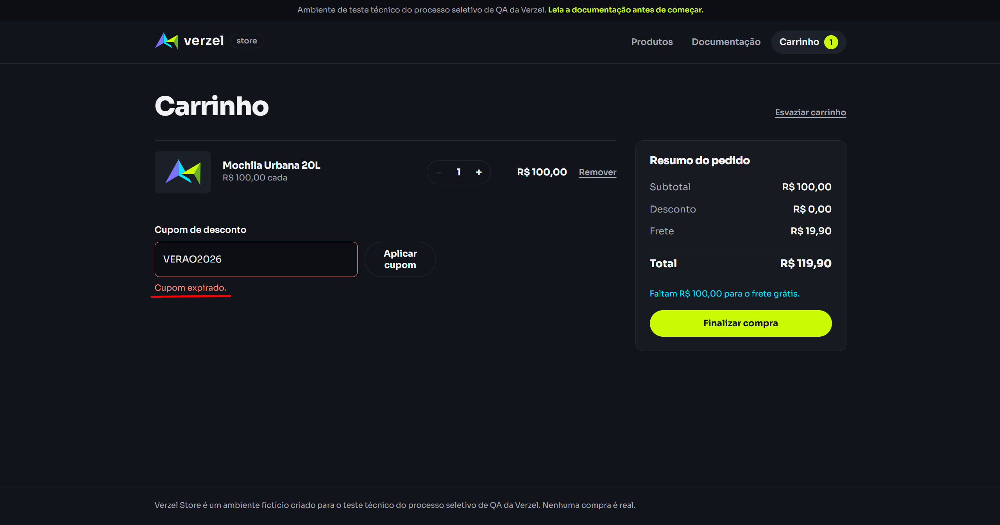 Ambiente de teste técnico do processo seletivo de QA da Verzel. Leia a documentação antes de começar.
verzel store
Produtos Documentação Carrinho 1
Carrinho
Esvaziar carrinho
Mochila Urbana 20L
R$ 100,00 cada
- 1 + R$ 100,00 Remover
Cupom de desconto
VERAO2026
Aplicar
cupom
Cupom expirado.
Resumo do pedido
Subtotal R$ 100,00
Desconto R$ 0,00
Frete R$ 19,90
Total R$ 119,90
Faltam R$ 100,00 para o frete grátis.
Finalizar compra
Verzel Store é um ambiente fictício criado para o teste técnico do processo seletivo de QA da Verzel. Nenhuma compra é real.